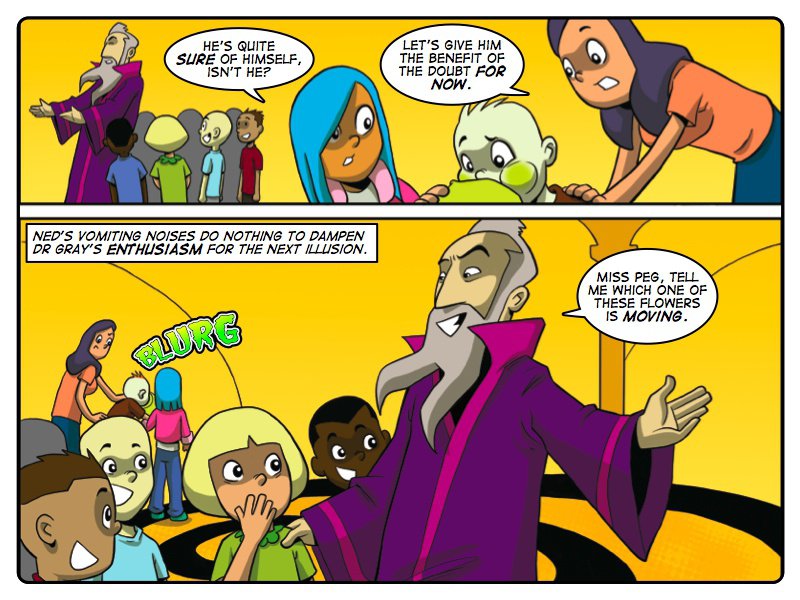 HE'S QUITE
SURE OF HIMSELF,
ISN'T HE?
LET'S GIVE HIM
THE BENEFIT OF
THE DOUBT FOR
NOW.
NED'S VOMITING NOISES DO NOTHING TO DAMPEN
DR GRAY'S ENTHUSIASM FOR THE NEXT ILLUSION.
BLURG
MISS PEG, TELL
ME WHICH ONE OF
THESE FLOWERS
IS MOVING.